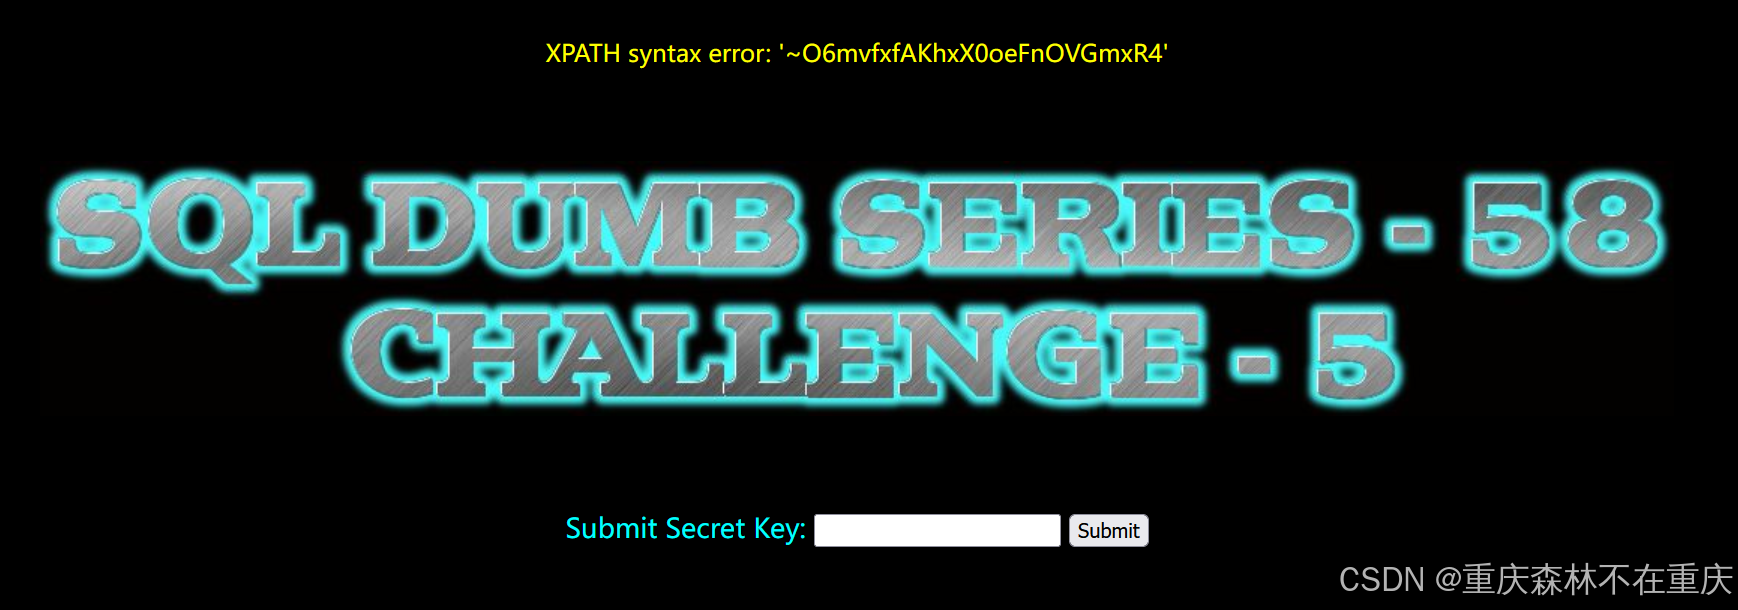 XPATH syntax error: '~O6mvfxfAKhxX0oeFnOVGmxR4'
SQL DUMB SERIES - 58
CHALLENGE - 5
Submit Secret Key: Submit
CSDN @重庆森林不在重庆